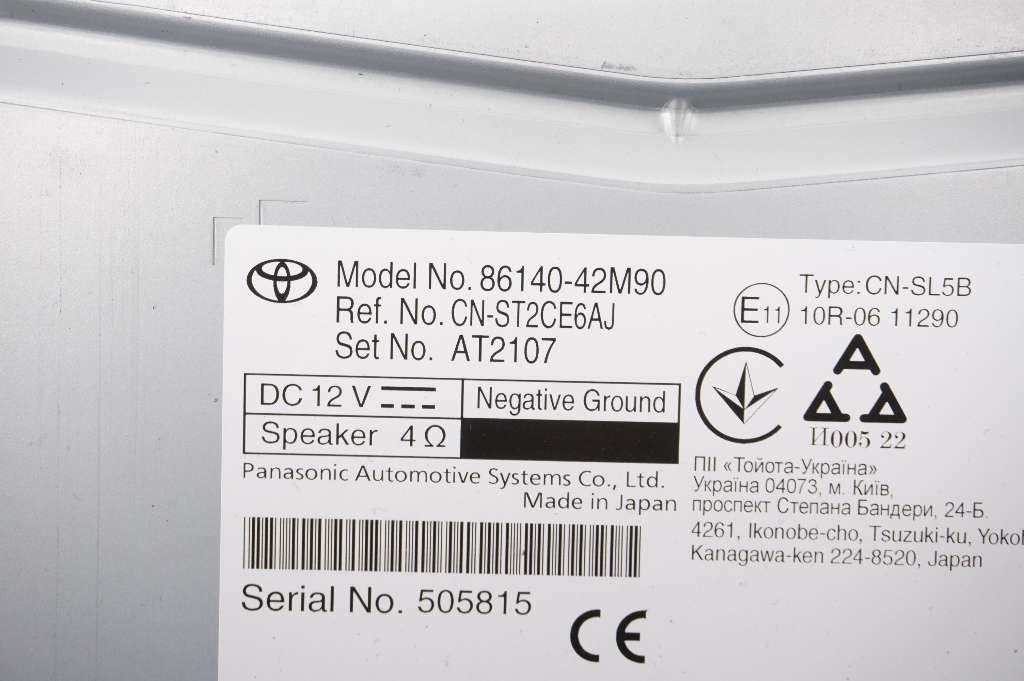 Model No. 86140-42M90
Ref. No. CN-ST2CE6AJ
Set No. AT2107
DC 12 V
Negative Ground
Speaker 4 Ω
Panasonic Automotive Systems Co., Ltd.
Made in Japan
Serial No. 505815
CE
E11
Type: CN-SL5B
10R-06 11290
И005 22
ПІІ «Тойота-Україна»
Україна 04073, м. Київ,
проспект Степана Бандери, 24-Б.
4261, Ikonobe-cho, Tsuzuki-ku,
Kanagawa-ken 224-8520, Japan